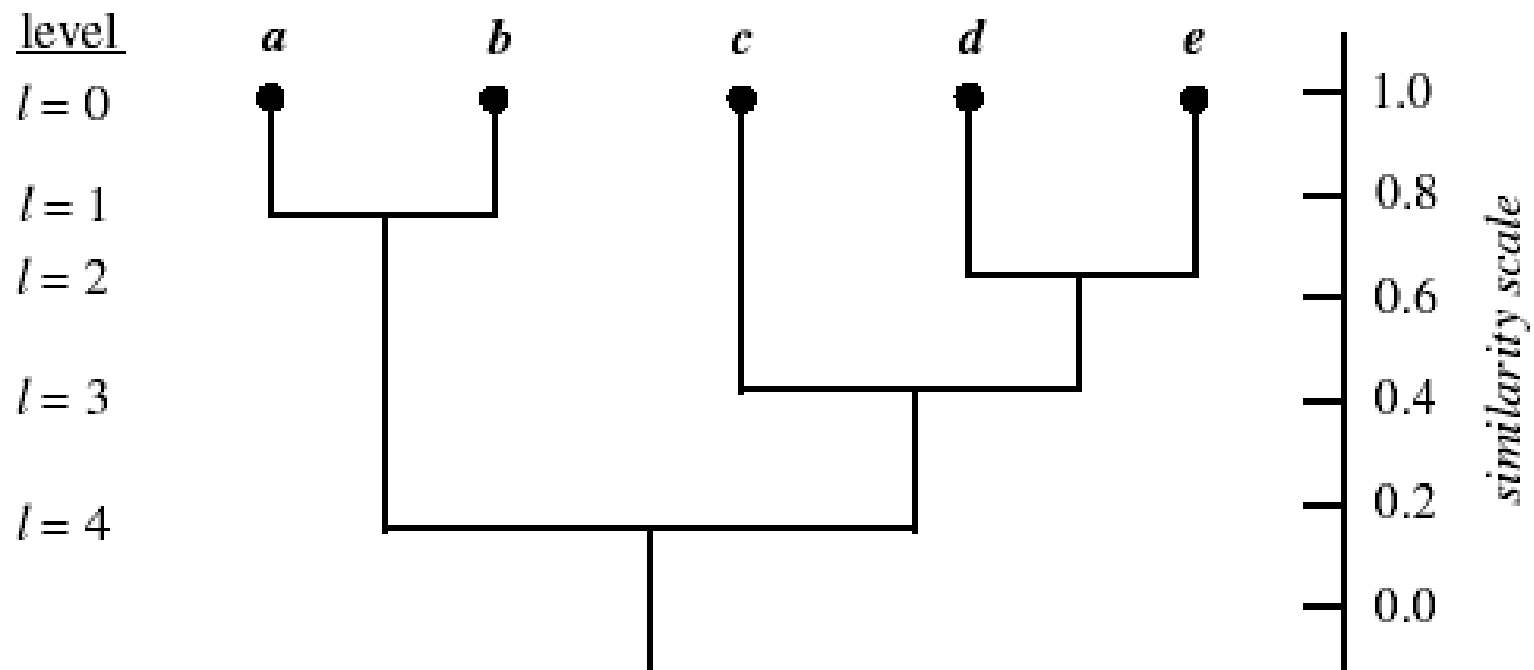 level a b c d e
l = 0 1.0
l = 1 0.8
l = 2 0.6
l = 3 0.4
l = 4 0.2
0.0
similarity scale